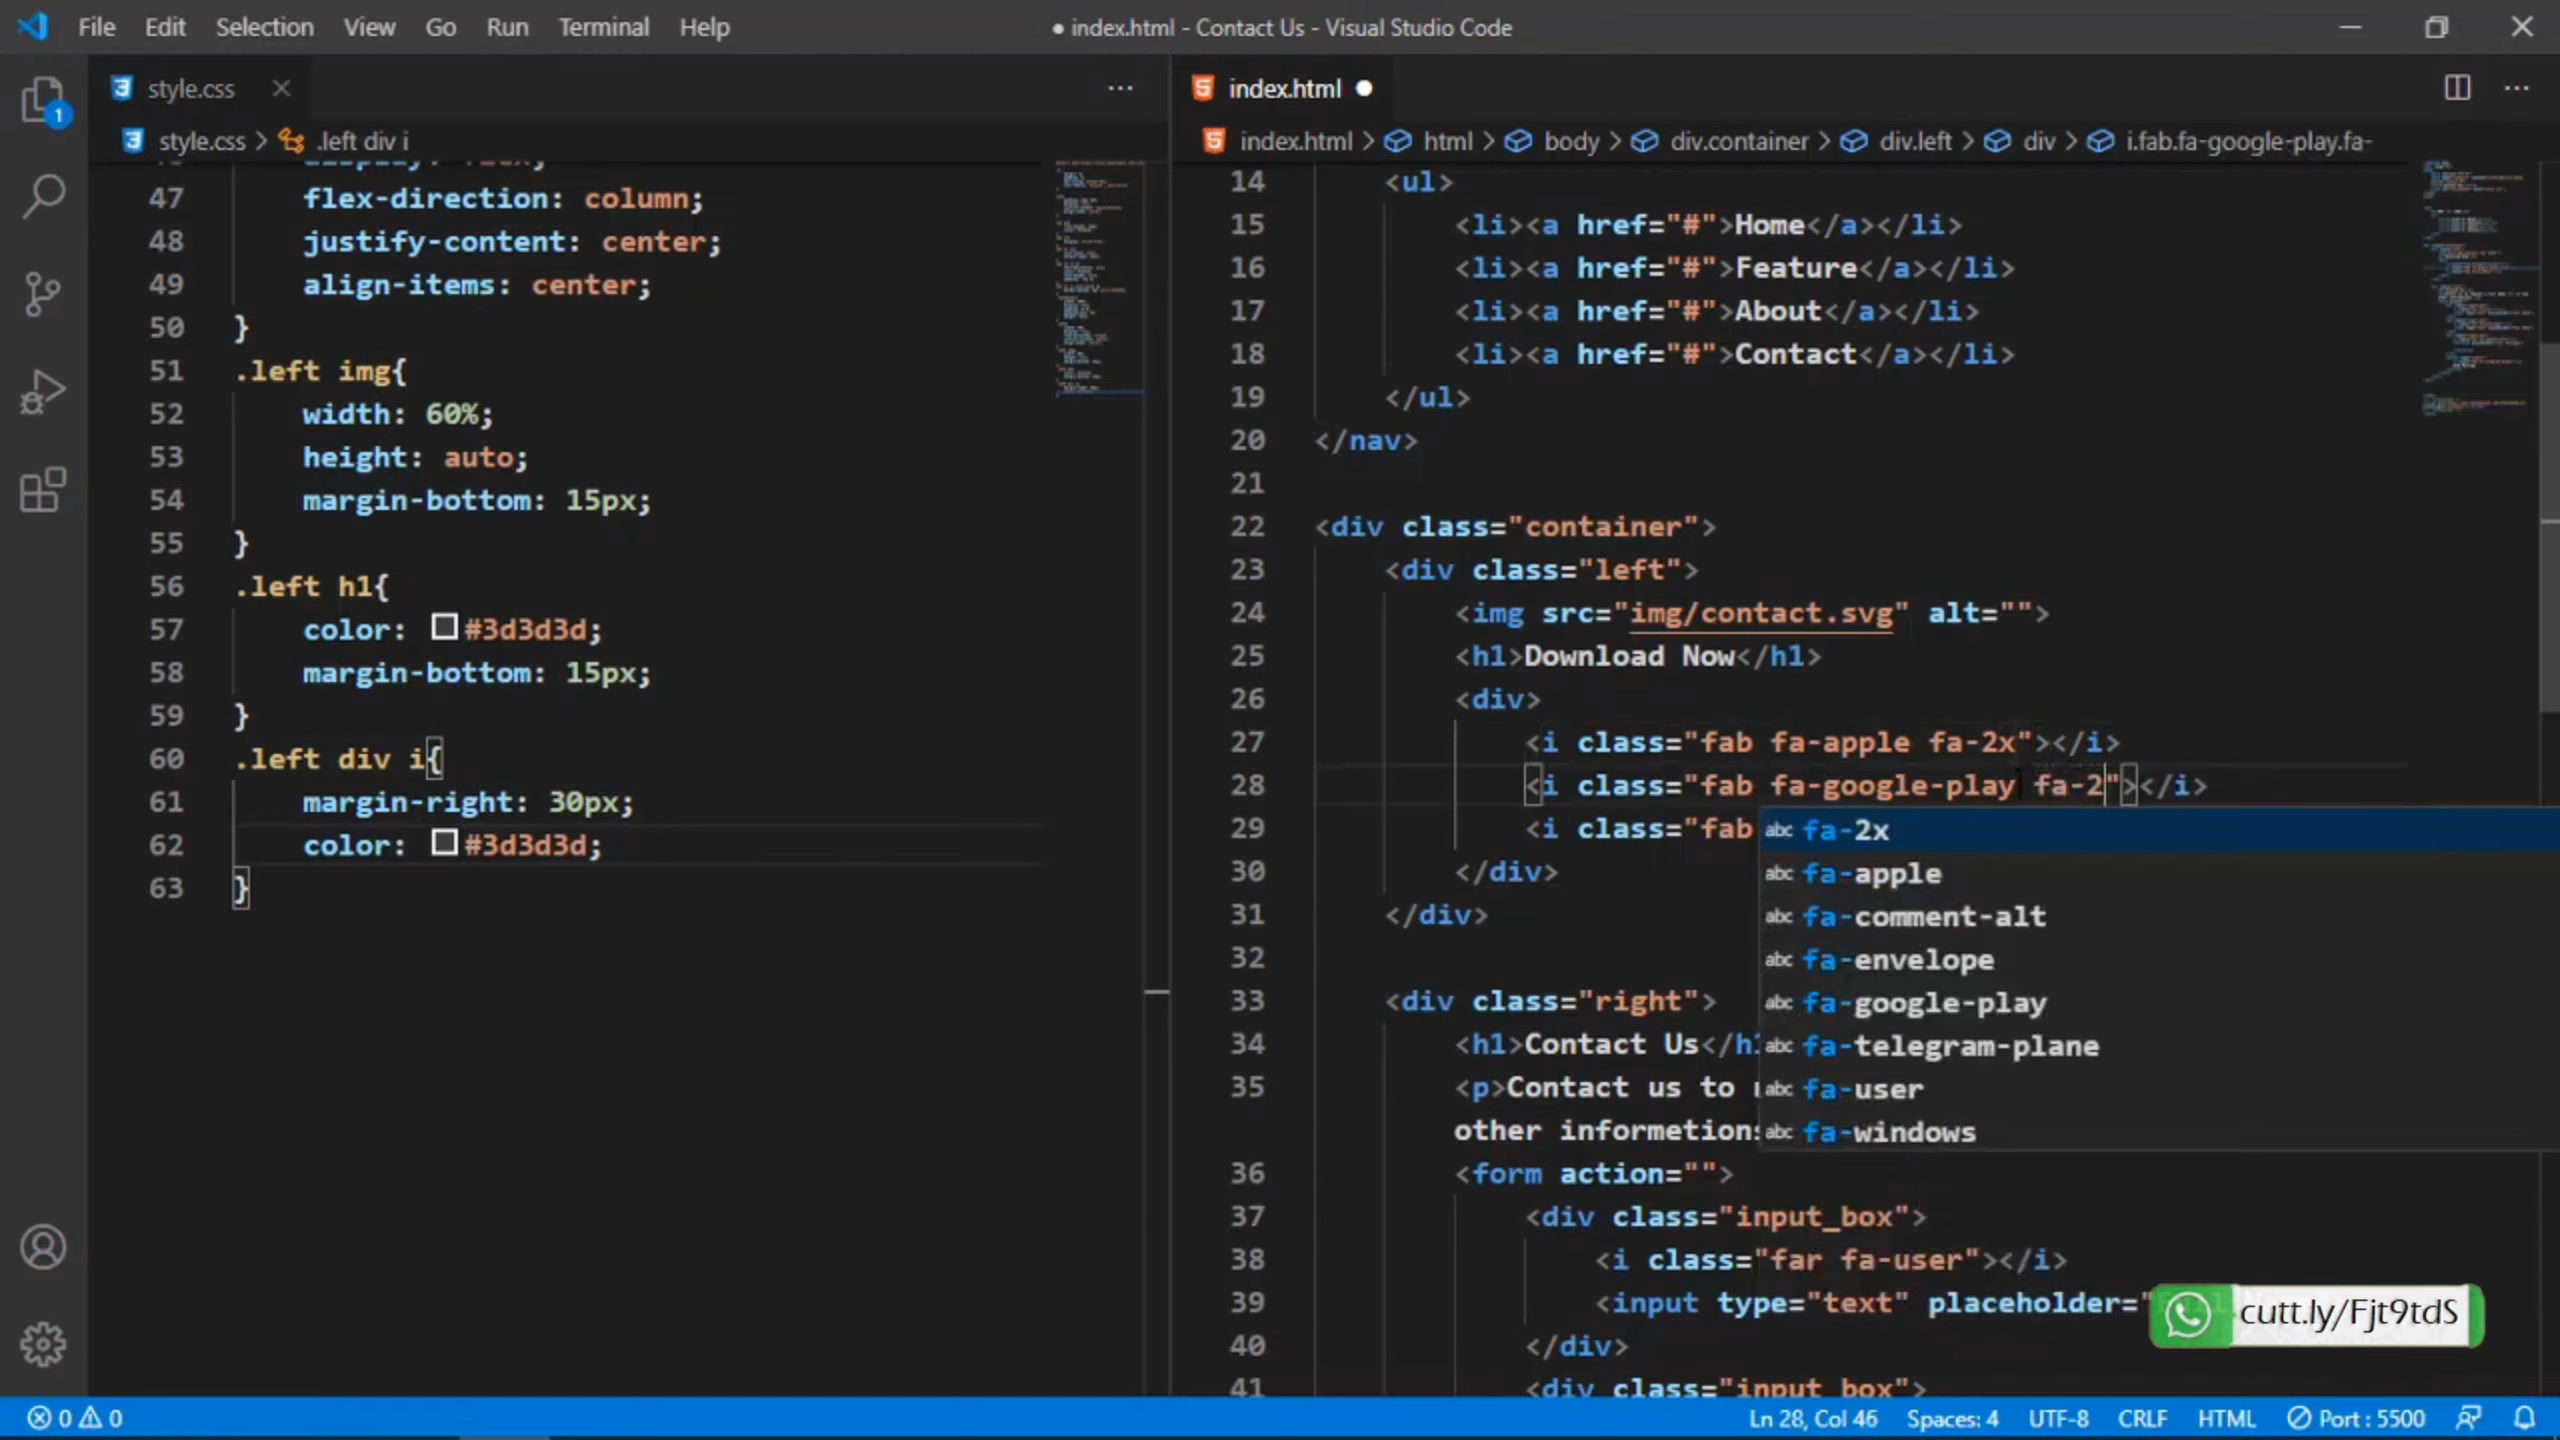 File Edit Selection View Go Run Terminal Help
● index.html - Contact Us - Visual Studio Code
style.css
style.css > .left div i
47 flex-direction: column;
48 justify-content: center;
49 align-items: center;
50 }
51 .left img{
52 width: 60%;
53 height: auto;
54 margin-bottom: 15px;
55 }
56 .left h1{
57 color: #3d3d3d;
58 margin-bottom: 15px;
59 }
60 .left div i{
61 margin-right: 30px;
62 color: #3d3d3d;
63 }
index.html ●
index.html > html > body > div.container > div.left > div > i.fab.fa-google-play.fa-
14 <ul>
15 <li><a href="#">Home</a></li>
16 <li><a href="#">Feature</a></li>
17 <li><a href="#">About</a></li>
18 <li><a href="#">Contact</a></li>
19 </ul>
20 </nav>
21
22 <div class="container">
23 <div class="left">
24 <img src="img/contact.svg" alt="">
25 <h1>Download Now</h1>
26 <div>
27 <i class="fab fa-apple fa-2x"></i>
28 <i class="fab fa-google-play fa-2"></i>
29 <i class="fab
30 </div>
31 </div>
32
33 <div class="right">
34 <h1>Contact Us</h
35 <p>Contact us to
other informetion
36 <form action="">
37 <div class="input_box">
38 <i class="far fa-user"></i>
39 <input type="text" placeholder="
40 </div>
41 <div class="input_box">
abc fa-2x
abc fa-apple
abc fa-comment-alt
abc fa-envelope
abc fa-google-play
abc fa-telegram-plane
abc fa-user
abc fa-windows
cutt.ly/Fjt9tdS
1
0 0
Ln 28, Col 46 Spaces: 4 UTF-8 CRLF HTML Port : 5500